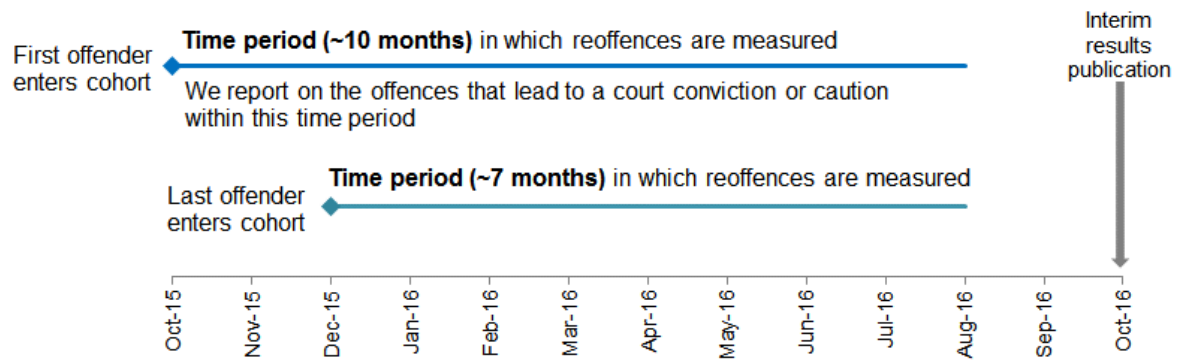 First offender
enters cohort
Time period (~10 months) in which reoffences are measured
We report on the offences that lead to a court conviction or caution
within this time period
Interim
results
publication
Last offender
enters cohort
Time period (~7 months) in which reoffences are measured
Oct-15
Nov-15
Dec-15
Jan-16
Feb-16
Mar-16
Apr-16
May-16
Jun-16
Jul-16
Aug-16
Sep-16
Oct-16